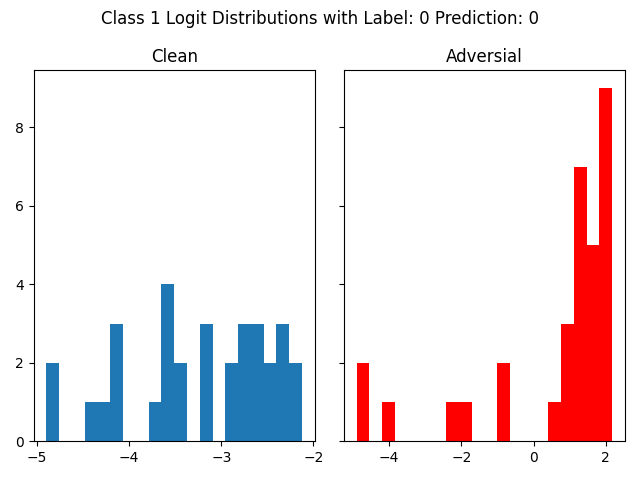 Class 1 Logit Distributions with Label: 0 Prediction: 0
Clean
Adversial
8
6
4
2
0
−5 −4 −3 −2
−4 −2 0 2